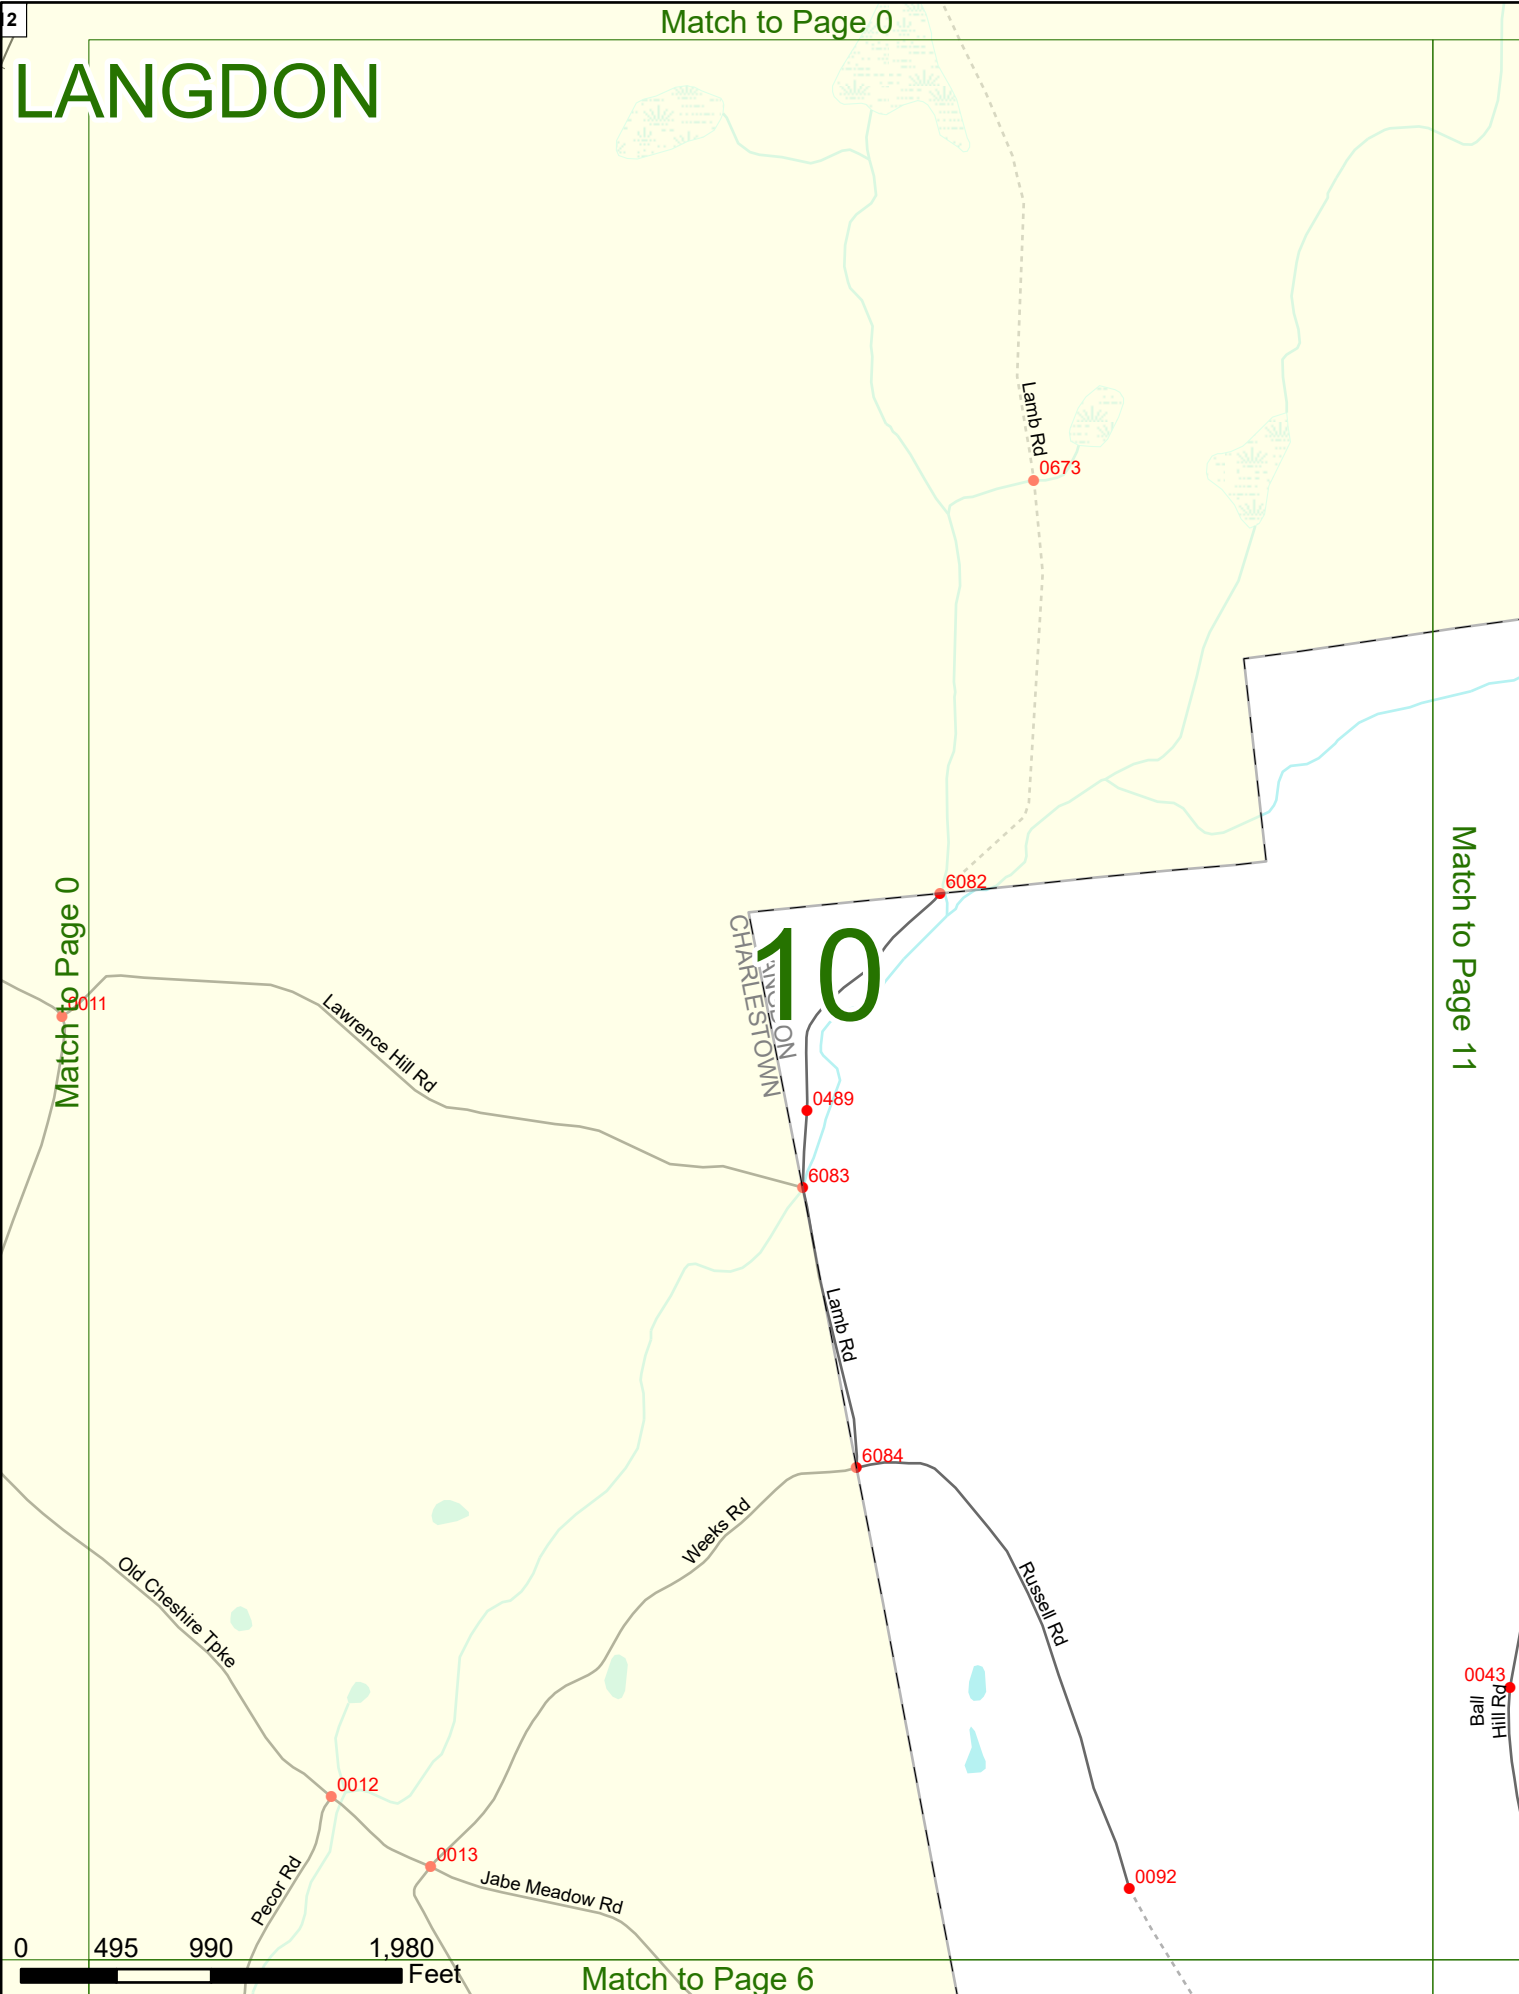 12
Match to Page 0
LANGDON
Lamb Rd
0673
6082
10
CHARLESTOWN
Match to Page 0
Match to Page 11
0011
Lawrence Hill Rd
0489
6083
Lamb Rd
6084
Weeks Rd
Old Cheshire Tpke
Russell Rd
0043
Ball
Hill Rd
0012
0013
Jabe Meadow Rd
0092
Pecor Rd
0 495 990 1,980
Feet
Match to Page 6